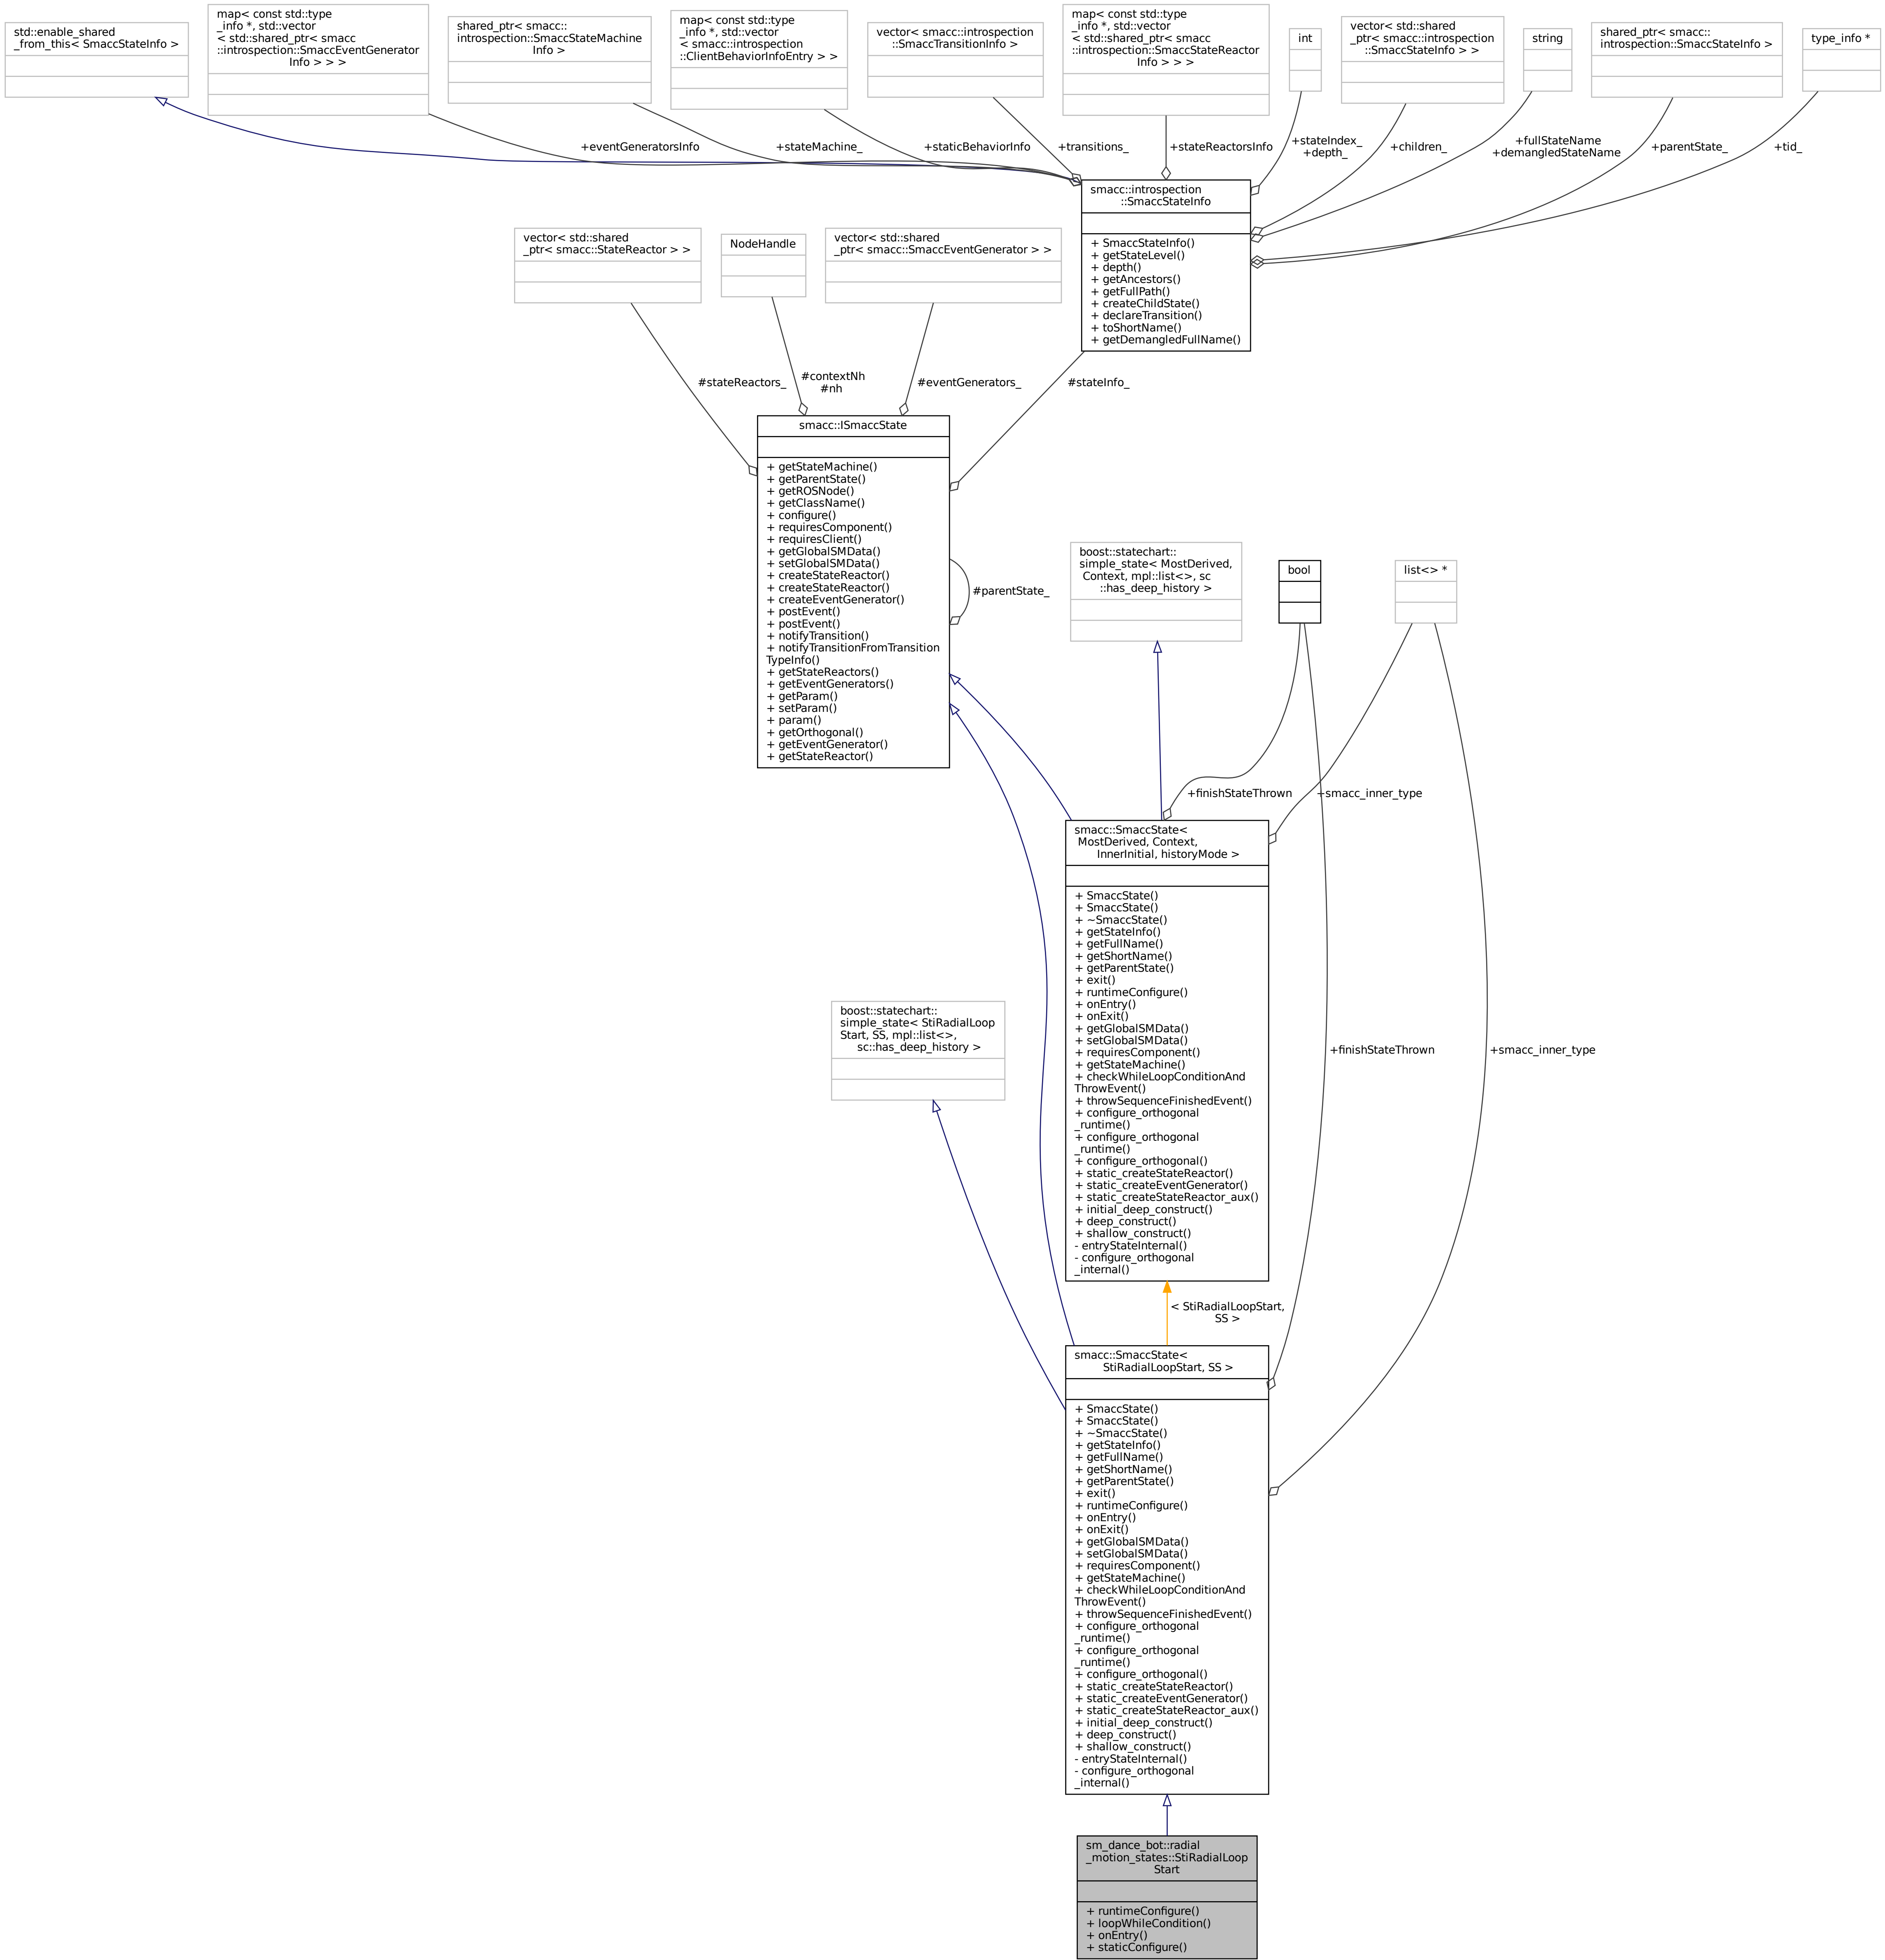 std::enable_shared
_from_this< SmaccStateInfo >
map< const std::type
_info *, std::vector
< std::shared_ptr< smacc
::introspection::SmaccEventGenerator
Info > > >
shared_ptr< smacc::
introspection::SmaccStateMachine
Info >
map< const std::type
_info *, std::vector
< smacc::introspection
::ClientBehaviorInfoEntry > >
vector< smacc::introspection
::SmaccTransitionInfo >
map< const std::type
_info *, std::vector
< std::shared_ptr< smacc
::introspection::SmaccStateReactor
Info > > >
int
vector< std::shared
_ptr< smacc::introspection
::SmaccStateInfo > >
string
shared_ptr< smacc::
introspection::SmaccStateInfo >
type_info *
+eventGeneratorsInfo
+stateMachine_
+staticBehaviorInfo
+transitions_
+stateReactorsInfo
+stateIndex_
+depth_
+children_
+fullStateName
+demangledStateName
+parentState_
+tid_
smacc::introspection
::SmaccStateInfo
+ SmaccStateInfo()
+ getStateLevel()
+ depth()
+ getAncestors()
+ getFullPath()
+ createChildState()
+ declareTransition()
+ toShortName()
+ getDemangledFullName()
vector< std::shared
_ptr< smacc::StateReactor > >
NodeHandle
vector< std::shared
_ptr< smacc::SmaccEventGenerator > >
#stateReactors_
#contextNh
#nh
#eventGenerators_
#stateInfo_
smacc::ISmaccState
+ getStateMachine()
+ getParentState()
+ getROSNode()
+ getClassName()
+ configure()
+ requiresComponent()
+ requiresClient()
+ getGlobalSMData()
+ setGlobalSMData()
+ createStateReactor()
+ createStateReactor()
+ createEventGenerator()
+ postEvent()
+ postEvent()
+ notifyTransition()
+ notifyTransitionFromTransition
TypeInfo()
+ getStateReactors()
+ getEventGenerators()
+ getParam()
+ setParam()
+ param()
+ getOrthogonal()
+ getEventGenerator()
+ getStateReactor()
#parentState_
boost::statechart::
simple_state< MostDerived,
Context, mpl::list<>, sc
::has_deep_history >
bool
list<> *
+finishStateThrown
+smacc_inner_type
smacc::SmaccState<
MostDerived, Context,
InnerInitial, historyMode >
+ SmaccState()
+ SmaccState()
+ ~SmaccState()
+ getStateInfo()
+ getFullName()
+ getShortName()
+ getParentState()
+ exit()
+ runtimeConfigure()
+ onEntry()
+ onExit()
+ getGlobalSMData()
+ setGlobalSMData()
+ requiresComponent()
+ getStateMachine()
+ checkWhileLoopConditionAnd
ThrowEvent()
+ throwSequenceFinishedEvent()
+ configure_orthogonal
_runtime()
+ configure_orthogonal
_runtime()
+ configure_orthogonal()
+ static_createStateReactor()
+ static_createEventGenerator()
+ static_createStateReactor_aux()
+ initial_deep_construct()
+ deep_construct()
+ shallow_construct()
- entryStateInternal()
- configure_orthogonal
_internal()
boost::statechart::
simple_state< StiRadialLoop
Start, SS, mpl::list<>,
sc::has_deep_history >
+finishStateThrown
+smacc_inner_type
< StiRadialLoopStart,
SS >
smacc::SmaccState<
StiRadialLoopStart, SS >
+ SmaccState()
+ SmaccState()
+ ~SmaccState()
+ getStateInfo()
+ getFullName()
+ getShortName()
+ getParentState()
+ exit()
+ runtimeConfigure()
+ onEntry()
+ onExit()
+ getGlobalSMData()
+ setGlobalSMData()
+ requiresComponent()
+ getStateMachine()
+ checkWhileLoopConditionAnd
ThrowEvent()
+ throwSequenceFinishedEvent()
+ configure_orthogonal
_runtime()
+ configure_orthogonal
_runtime()
+ configure_orthogonal()
+ static_createStateReactor()
+ static_createEventGenerator()
+ static_createStateReactor_aux()
+ initial_deep_construct()
+ deep_construct()
+ shallow_construct()
- entryStateInternal()
- configure_orthogonal
_internal()
sm_dance_bot::radial
_motion_states::StiRadialLoop
Start
+ runtimeConfigure()
+ loopWhileCondition()
+ onEntry()
+ staticConfigure()